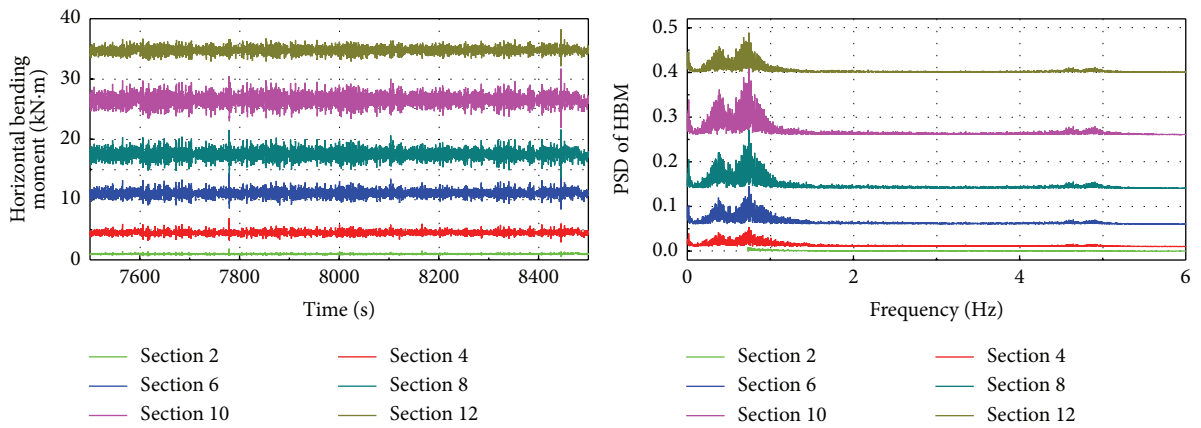 40
30
20
10
0
Horizontal bending
moment (kN·m)
7600 7800 8000 8200 8400
Time (s)
Section 2 Section 4
Section 6 Section 8
Section 10 Section 12
0.5
0.4
0.3
0.2
0.1
0.0
PSD of HBM
0 1 2 4 5 6
Frequency (Hz)
Section 2 Section 4
Section 6 Section 8
Section 10 Section 12